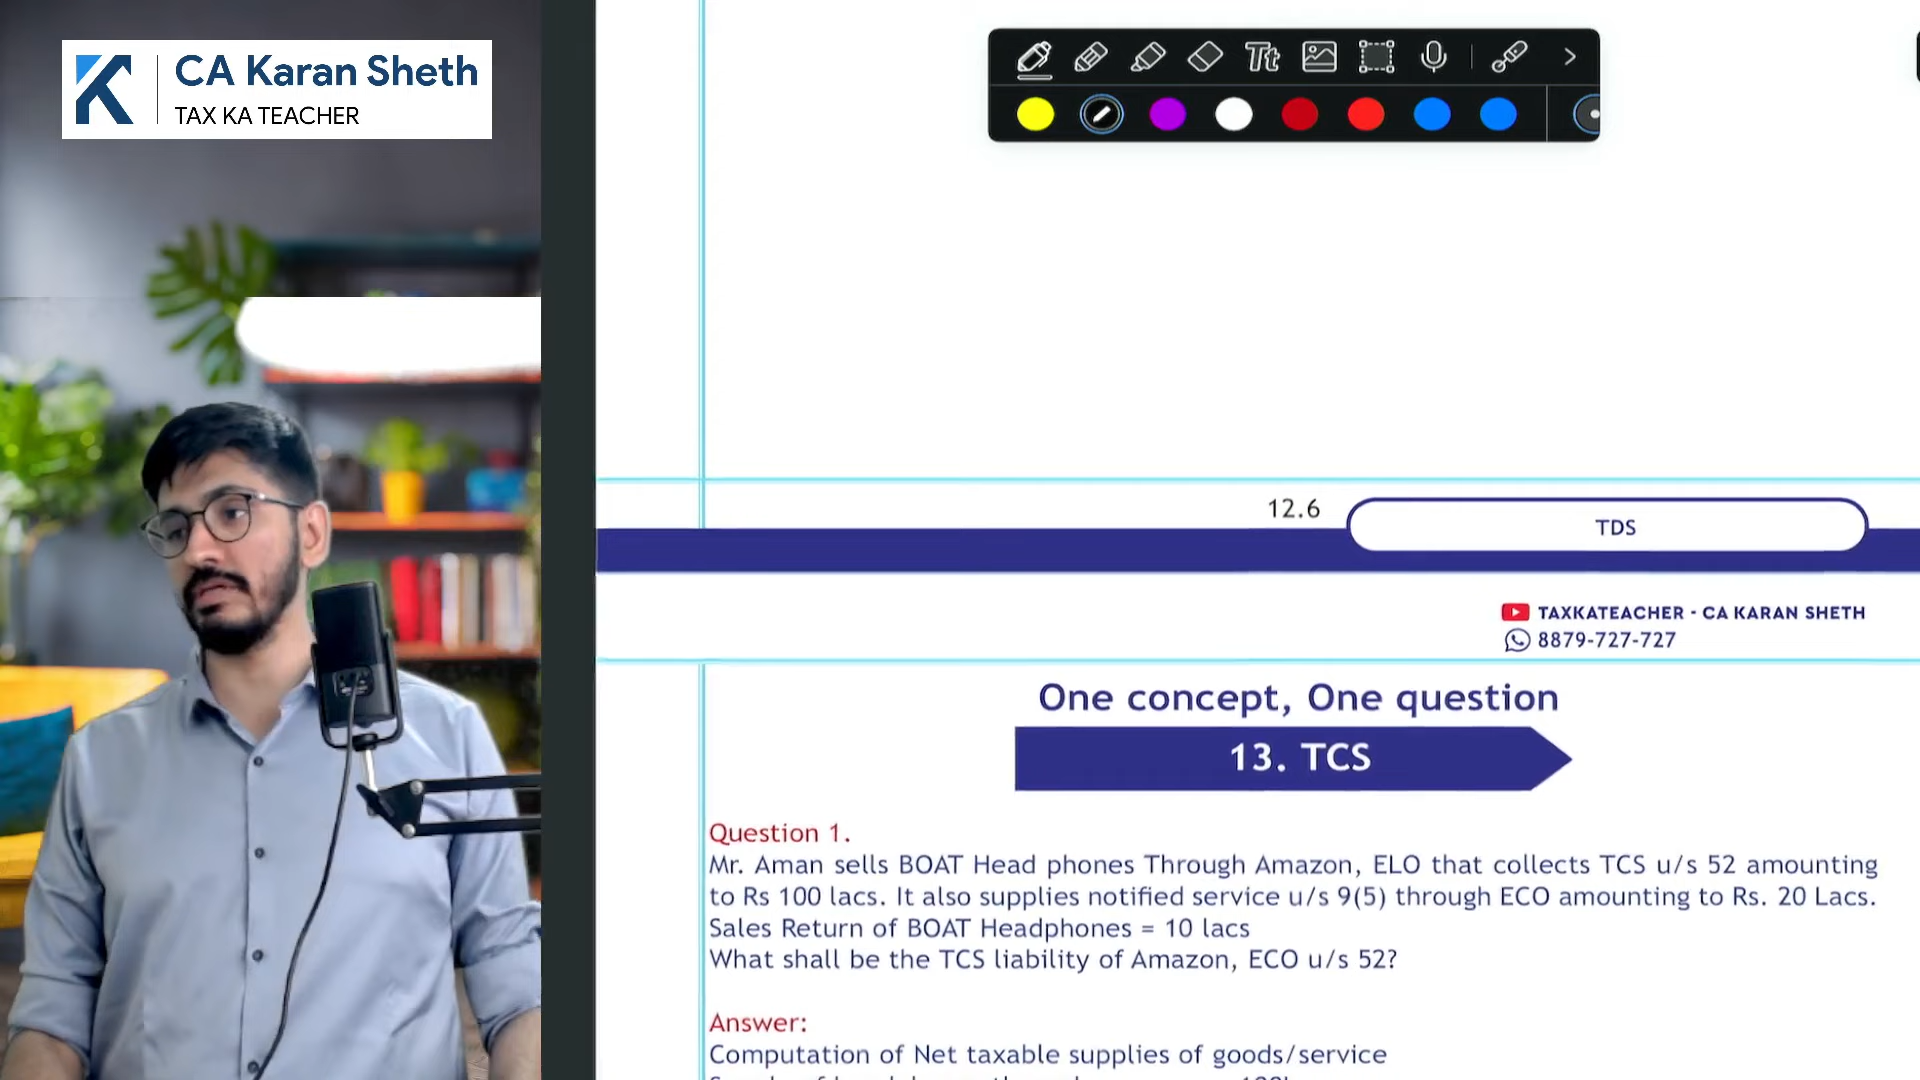 CA Karan Sheth
TAX KA TEACHER
Tt
12.6
TDS
TAXKATEACHER - CA KARAN SHETH
8879-727-727
One concept, One question
13. TCS
Question 1.
Mr. Aman sells BOAT Head phones Through Amazon, ELO that collects TCS u/s 52 amounting
to Rs 100 lacs. It also supplies notified service u/s 9(5) through ECO amounting to Rs. 20 Lacs.
Sales Return of BOAT Headphones = 10 lacs
What shall be the TCS liability of Amazon, ECO u/s 52?
Answer:
Computation of Net taxable supplies of goods/service